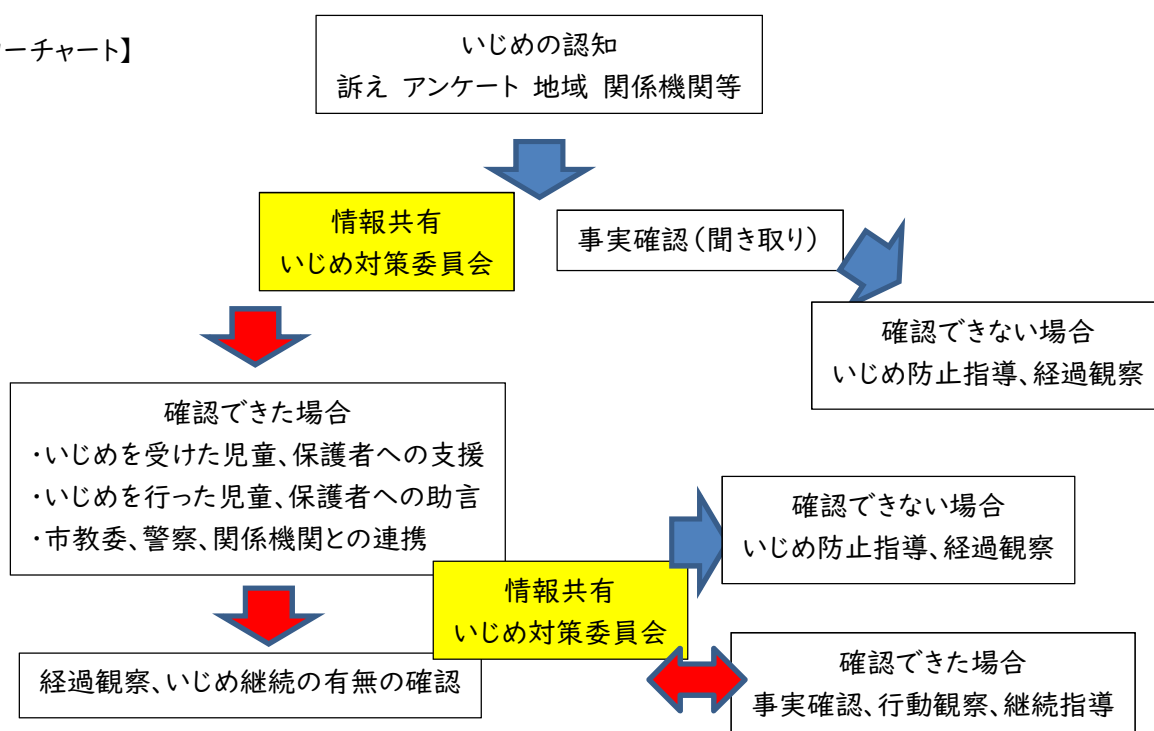 ーチャート】
いじめの認知
訴え アンケート 地域 関係機関等
情報共有
いじめ対策委員会
事実確認(聞き取り)
確認できない場合
いじめ防止指導、経過観察
確認できた場合
・いじめを受けた児童、保護者への支援
・いじめを行った児童、保護者への助言
・市教委、警察、関係機関との連携
確認できない場合
いじめ防止指導、経過観察
情報共有
いじめ対策委員会
経過観察、いじめ継続の有無の確認
確認できた場合
事実確認、行動観察、継続指導